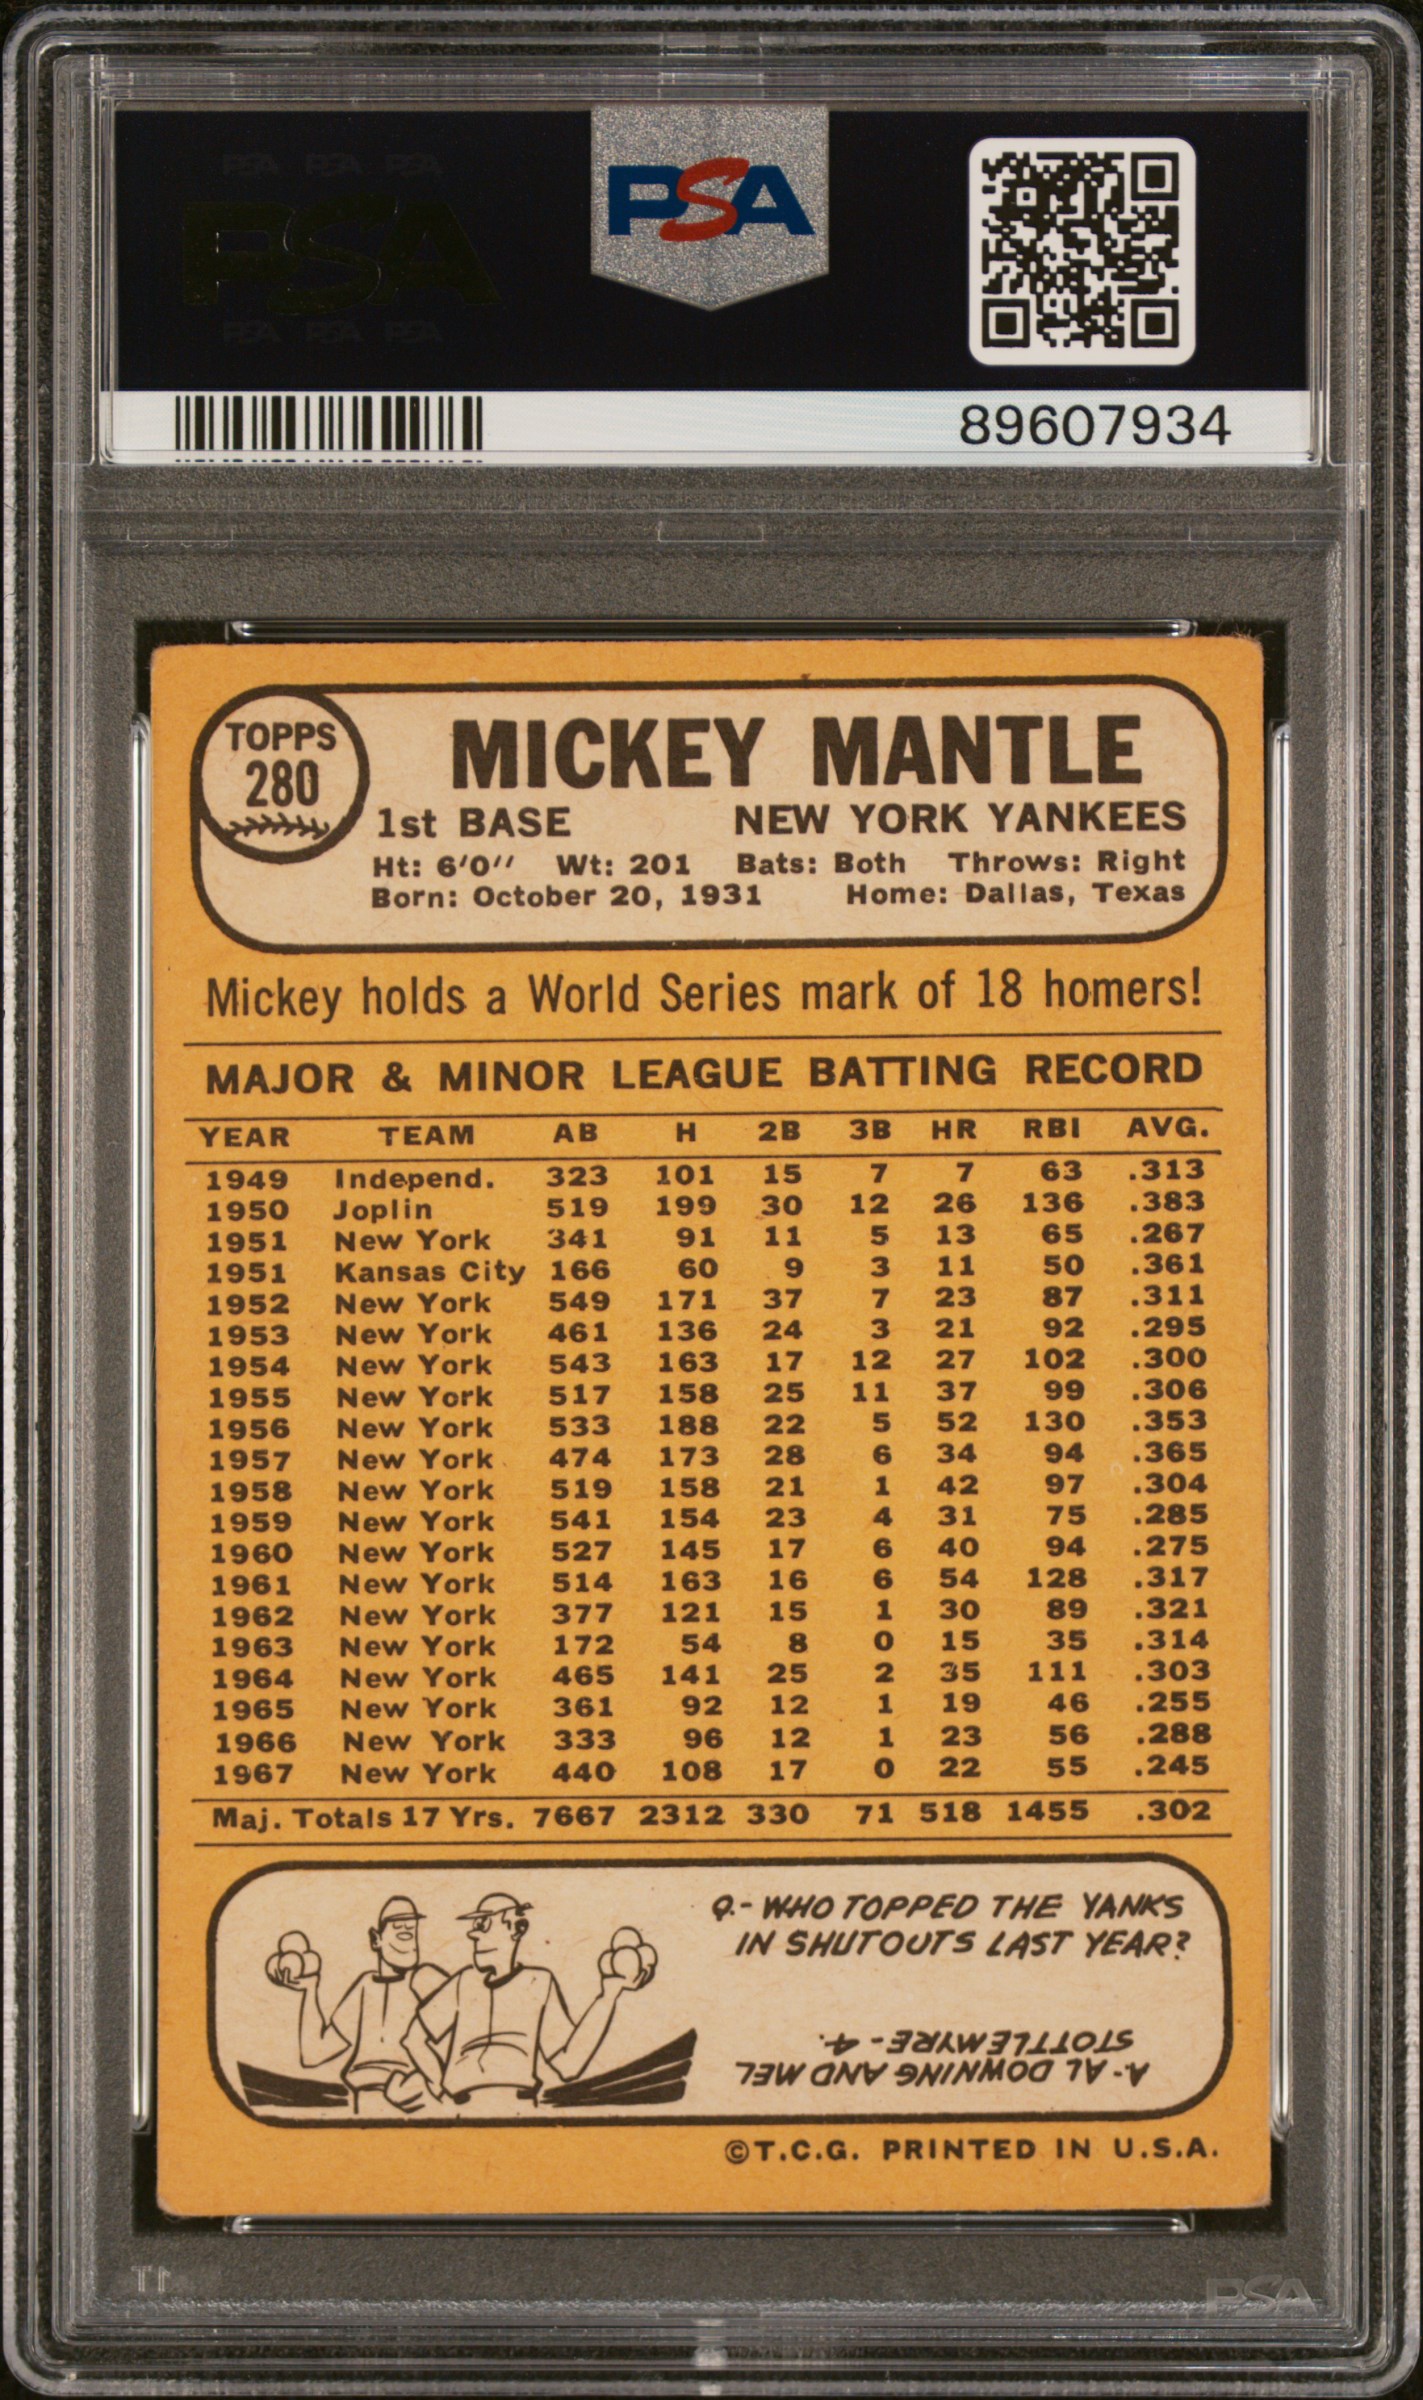 PSA PSA PSA
PSA
PSA PSA PSA
PSA
89607934
TOPPS
280
MICKEY MANTLE
1st BASE NEW YORK YANKEES
Ht: 6'0'' Wt: 201 Bats: Both Throws: Right
Born: October 20, 1931 Home: Dallas, Texas
Mickey holds a World Series mark of 18 homers!
MAJOR & MINOR LEAGUE BATTING RECORD
YEAR TEAM AB H 2B 3B HR RBI AVG.
1949 Independ. 323 101 15 7 7 63 .313
1950 Joplin 519 199 30 12 26 136 .383
1951 New York 341 91 11 5 13 65 .267
1951 Kansas City 166 60 9 3 11 50 .361
1952 New York 549 171 37 7 23 87 .311
1953 New York 461 136 24 3 21 92 .295
1954 New York 543 163 17 12 27 102 .300
1955 New York 517 158 25 11 37 99 .306
1956 New York 533 188 22 5 52 130 .353
1957 New York 474 173 28 6 34 94 .365
1958 New York 519 158 21 1 42 97 .304
1959 New York 541 154 23 4 31 75 .285
1960 New York 527 145 17 6 40 94 .275
1961 New York 514 163 16 6 54 128 .317
1962 New York 377 121 15 1 30 89 .321
1963 New York 172 54 8 0 15 35 .314
1964 New York 465 141 25 2 35 111 .303
1965 New York 361 92 12 1 19 46 .255
1966 New York 333 96 12 1 23 56 .288
1967 New York 440 108 17 0 22 55 .245
Maj. Totals 17 Yrs. 7667 2312 330 71 518 1455 .302
Q.- WHO TOPPED THE YANKS
IN SHUTOUTS LAST YEAR?
A.- AL DOWNING AND MEL
STOTTLEMYRE - 4.
©T.C.G. PRINTED IN U.S.A.
PSA